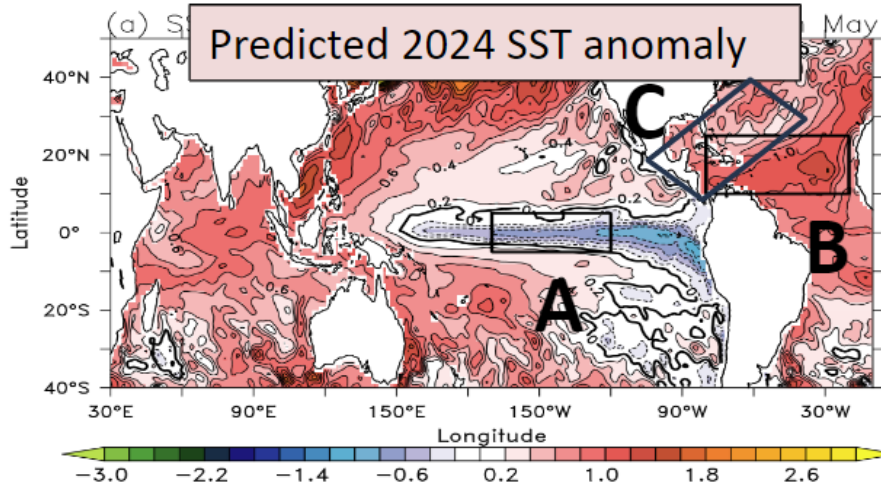 (a) S
Predicted 2024 SST anomaly
May
40°N
20°N
0°
20°S
40°S
Latitude
C
B
A
0.4
0.4
0.6
0.2
0.2
1.0
0.6
30°E
90°E
150°E
150°W
90°W
30°W
Longitude
−3.0
−2.2
−1.4
−0.6
0.2
1.0
1.8
2.6